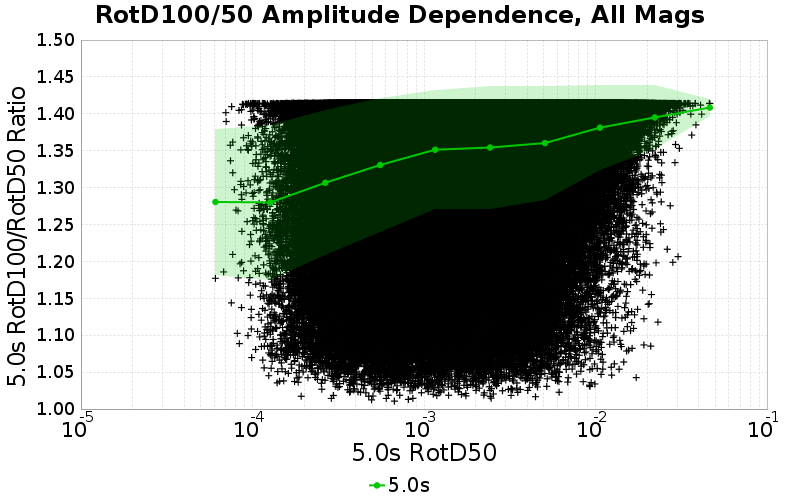 RotD100/50 Amplitude Dependence, All Mags
5.0s RotD100/RotD50 Ratio
1.50
1.45
1.40
1.35
1.30
1.25
1.20
1.15
1.10
1.05
1.00
10-5 10-4 10-3 10-2 10-1
5.0s RotD50
5.0s